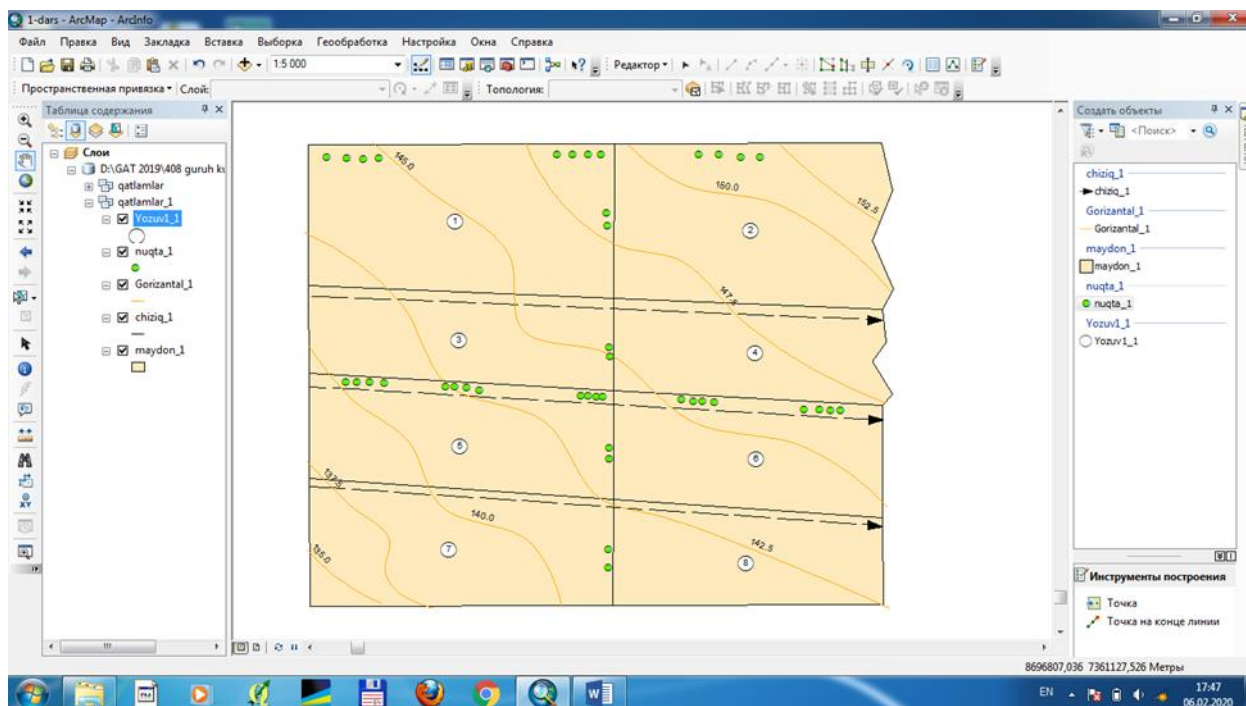 1-dars - ArcMap - ArcInfo
Файл Правка Вид Закладка Вставка Выборка Геообработка Настройка Окна Справка
1:5 000 Редактор
Пространственная привязка Слой: Топология:
Таблица содержания
Слои
D:\GAT 2019\408 guruh
qatlamlar
qatlamlar_1
Yozuv1_1
nuqta_1
Gorizantal_1
chiziq_1
maydon_1
145.0
150.0
152.5
1
2
147.5
3
4
5
6
137.5
140.0
142.5
135.0
7
8
Создать объекты
<Поиск>
chiziq_1
chiziq_1
Gorizantal_1
Gorizantal_1
maydon_1
maydon_1
nuqta_1
nuqta_1
Yozuv1_1
Yozuv1_1
Инструменты построения
Точка
Точка на конце линии
8696807,036 7361127,526 Метры
EN 17:47
06.02.2020